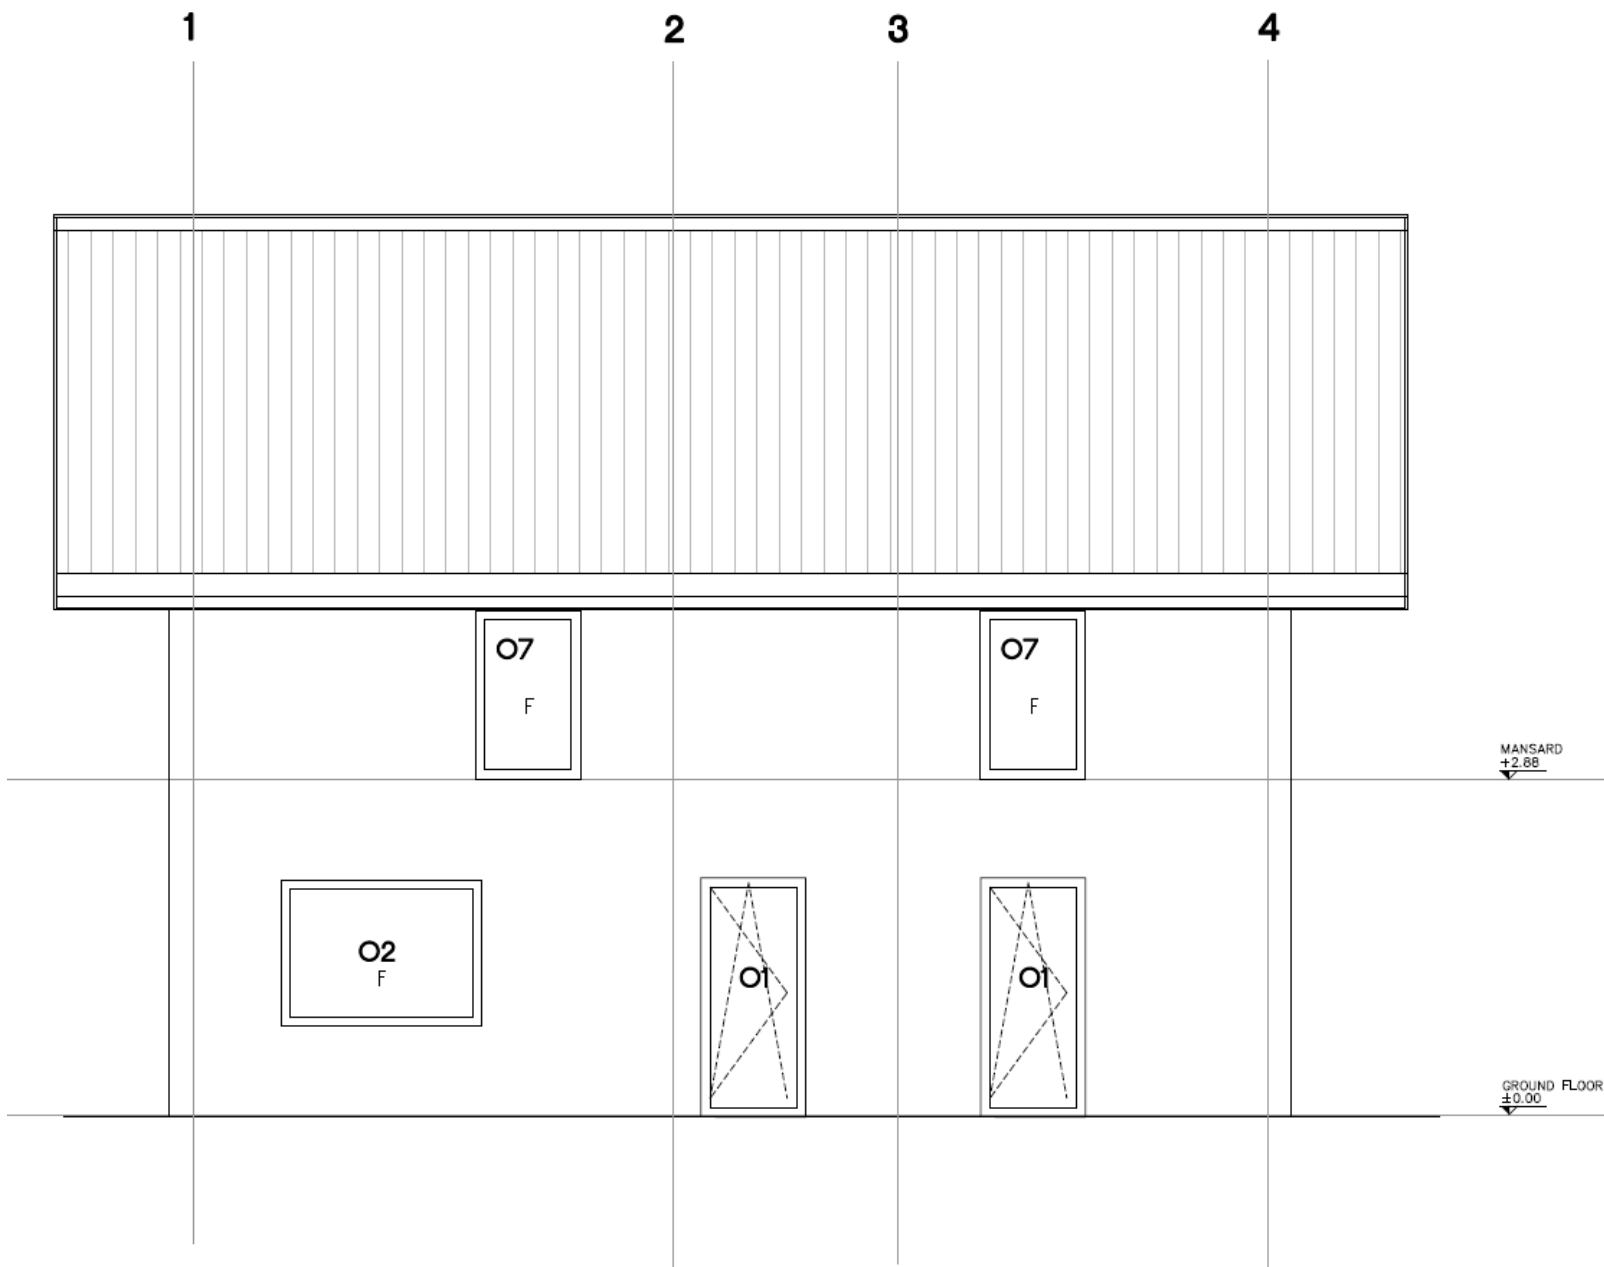 1 2 3 4
O7 O7
F F
MANSARD
+2.88
O2
F
O1 O1
GROUND FLOOR
±0.00